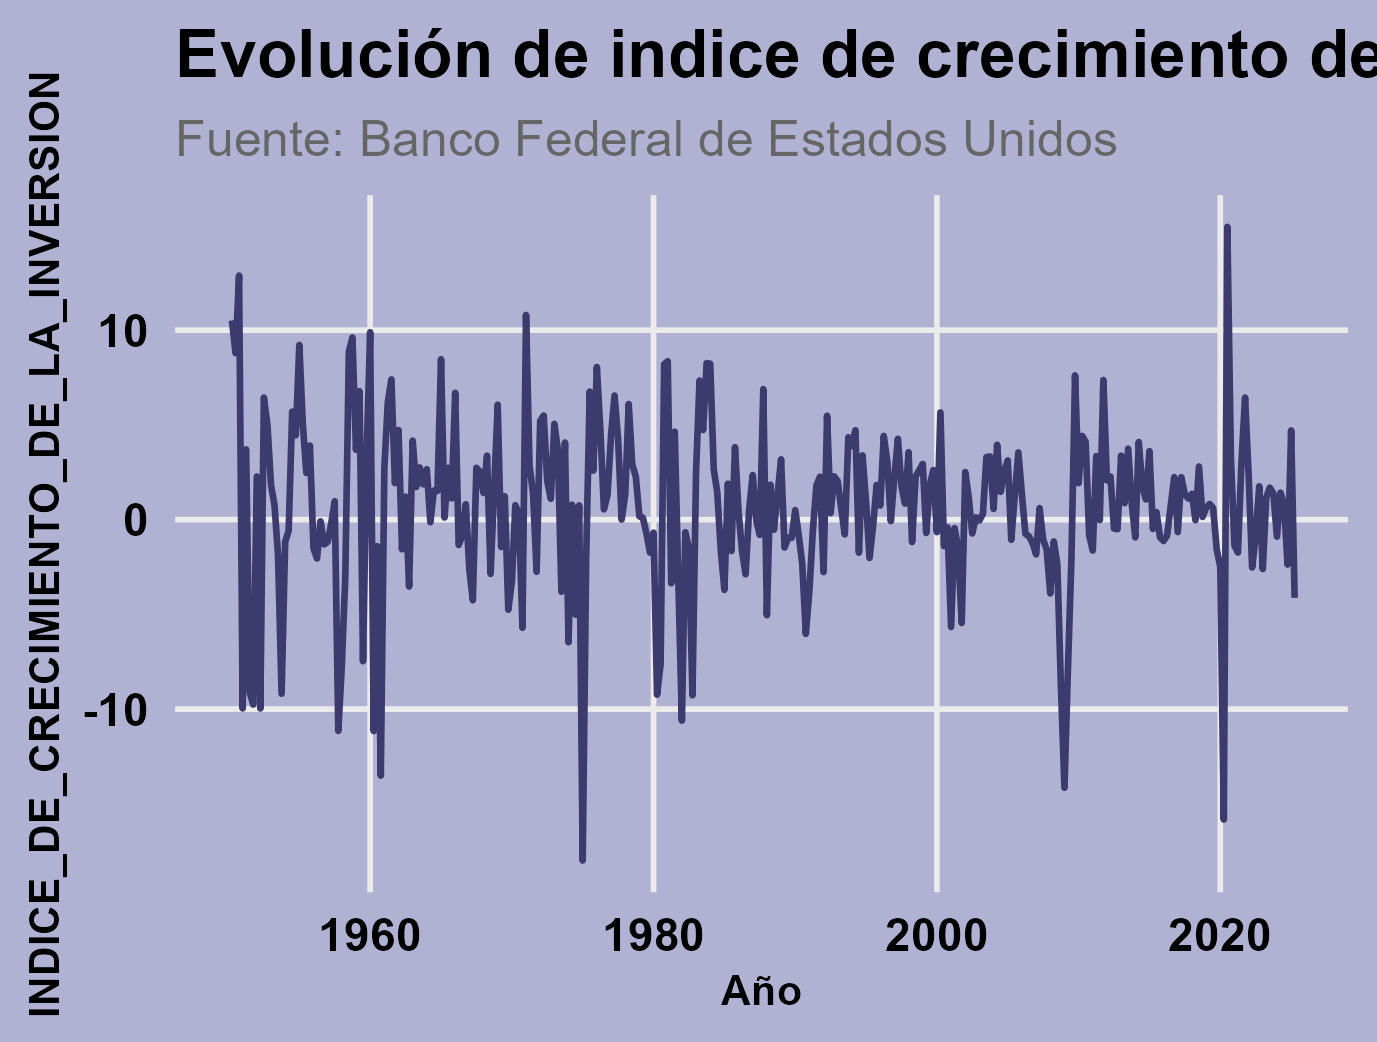 Evolución de indice de crecimiento de
Fuente: Banco Federal de Estados Unidos
INDICE_DE_CRECIMIENTO_DE_LA_INVERSION
10
0
-10
1960
1980
2000
2020
Año